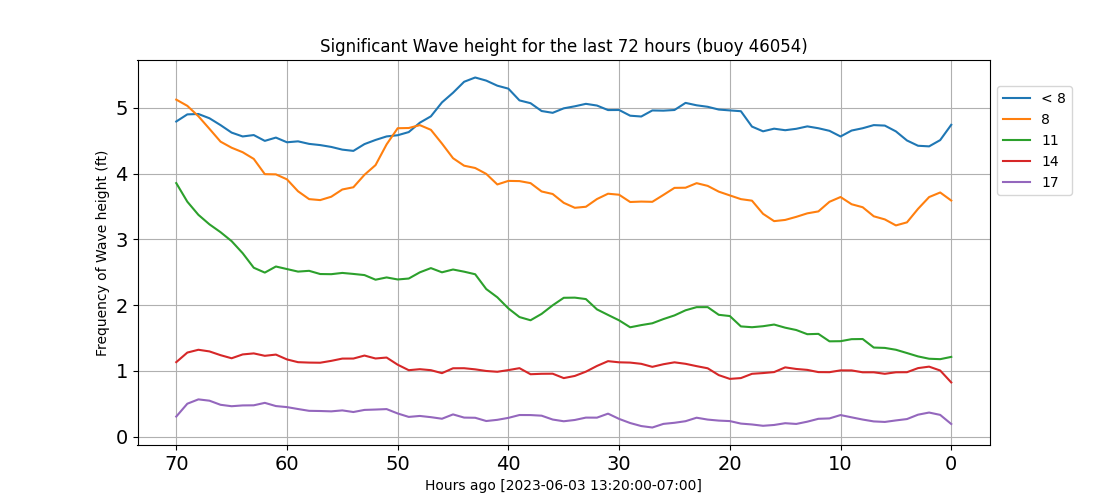 Significant Wave height for the last 72 hours (buoy 46054)
Frequency of Wave height (ft)
5
4
3
2
1
0
70 60 50 40 30 20 10 0
Hours ago [2023-06-03 13:20:00-07:00]
< 8
8
11
14
17